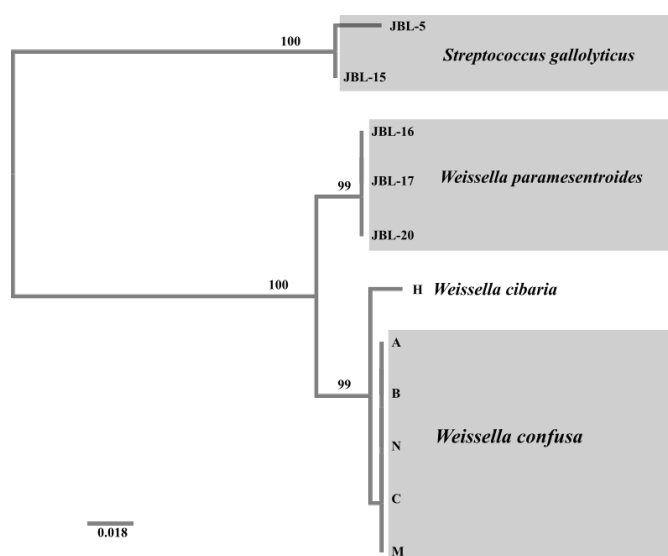 100
JBL-5
Streptococcus gallolyticus
JBL-15
JBL-16
99
JBL-17
Weissella paramesentroides
JBL-20
100
H Weissella cibaria
A
99
B
Weissella confusa
N
C
0.018
M